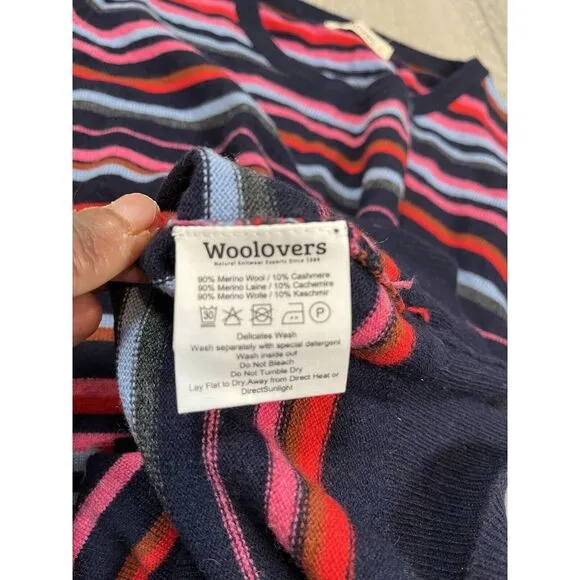 WoolOvers
Natural Knitwear Experts Since 1989
90% Merino Wool / 10% Cashmere
90% Merino Laine / 10% Cachemire
90% Merino Wolle / 10% Kaschmir
30 P
Delicates Wash
Wash separately with special detergent
Wash inside out
Do Not Bleach
Do Not Tumble Dry
Lay Flat to Dry,Away from Direct Heat or
DirectSunlight